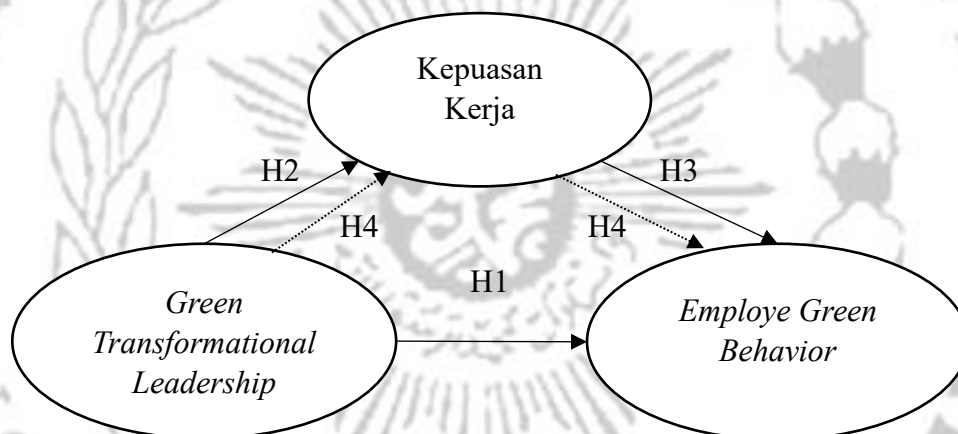 Kepuasan
Kerja
H2
H3
H4
H4
H1
Green
Transformational
Leadership
Employe Green
Behavior